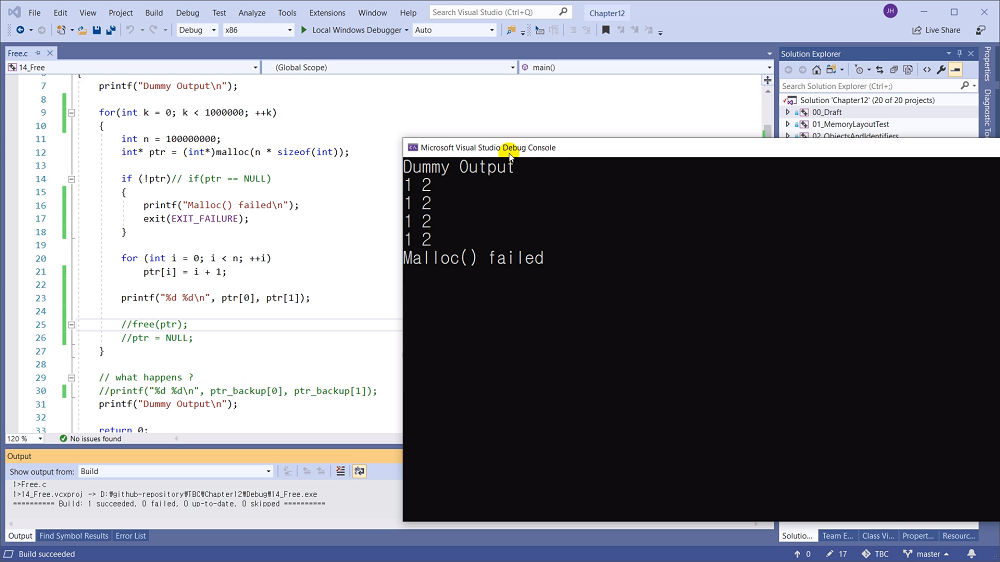 File Edit View Project Build Debug Test Analyze Tools Extensions Window Help Search Visual Studio (Ctrl+Q) Chapter12 JH
Debug x86 Local Windows Debugger Auto Live Share
Free.c
14_Free (Global Scope) main()
7 printf("Dummy Output\n");
8
9 for(int k = 0; k < 1000000; ++k)
10 {
11 int n = 100000000;
12 int* ptr = (int*)malloc(n * sizeof(int));
13
14 if (!ptr)// if(ptr == NULL)
15 {
16 printf("Malloc() failed\n");
17 exit(EXIT_FAILURE);
18 }
19
20 for (int i = 0; i < n; ++i)
21 ptr[i] = i + 1;
22
23 printf("%d %d\n", ptr[0], ptr[1]);
24
25 //free(ptr);
26 //ptr = NULL;
27 }
28
29 // what happens ?
30 //printf("%d %d\n", ptr_backup[0], ptr_backup[1]);
31 printf("Dummy Output\n");
32
33 return 0;
120 % No issues found
Output
Show output from: Build
1>Free.c
1>14_Free.vcxproj -> D:₩github-repository₩TBC₩Chapter12₩Debug₩14_Free.exe
========== Build: 1 succeeded, 0 failed, 0 up-to-date, 0 skipped ==========
Output Find Symbol Results Error List
Build succeeded
Microsoft Visual Studio Debug Console
Dummy Output
1 2
1 2
1 2
1 2
Malloc() failed
Solution Explorer
Search Solution Explorer (Ctrl+;)
Solution 'Chapter12' (20 of 20 projects)
00_Draft
01_MemoryLayoutTest
02_ObjectsAndIdentifiers
Properties
Diagnostic To
Solutio... Team E... Class Vi... Propert... Resourc...
0 17 TBC master